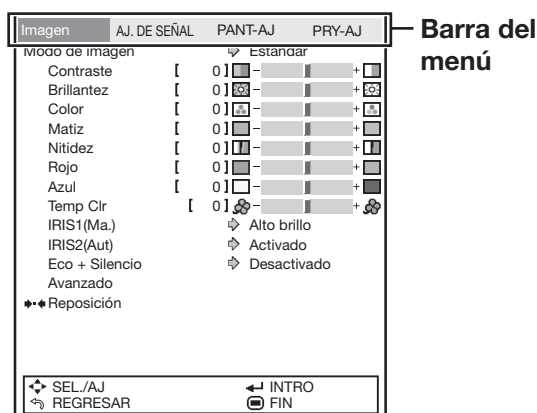 Imagen AJ. DE SEÑAL PANT-AJ PRY-AJ
Barra del
menú
Modo de imagen Estándar
Contraste [ 0 ] - +
Brillantez [ 0 ] - +
Color [ 0 ] - +
Matiz [ 0 ] - +
Nitidez [ 0 ] - +
Rojo [ 0 ] - +
Azul [ 0 ] - +
Temp Clr [ 0 ] - +
IRIS1(Ma.) Alto brillo
IRIS2(Aut) Activado
Eco + Silencio Desactivado
Avanzado
Reposición
SEL./AJ INTRO
REGRESAR FIN